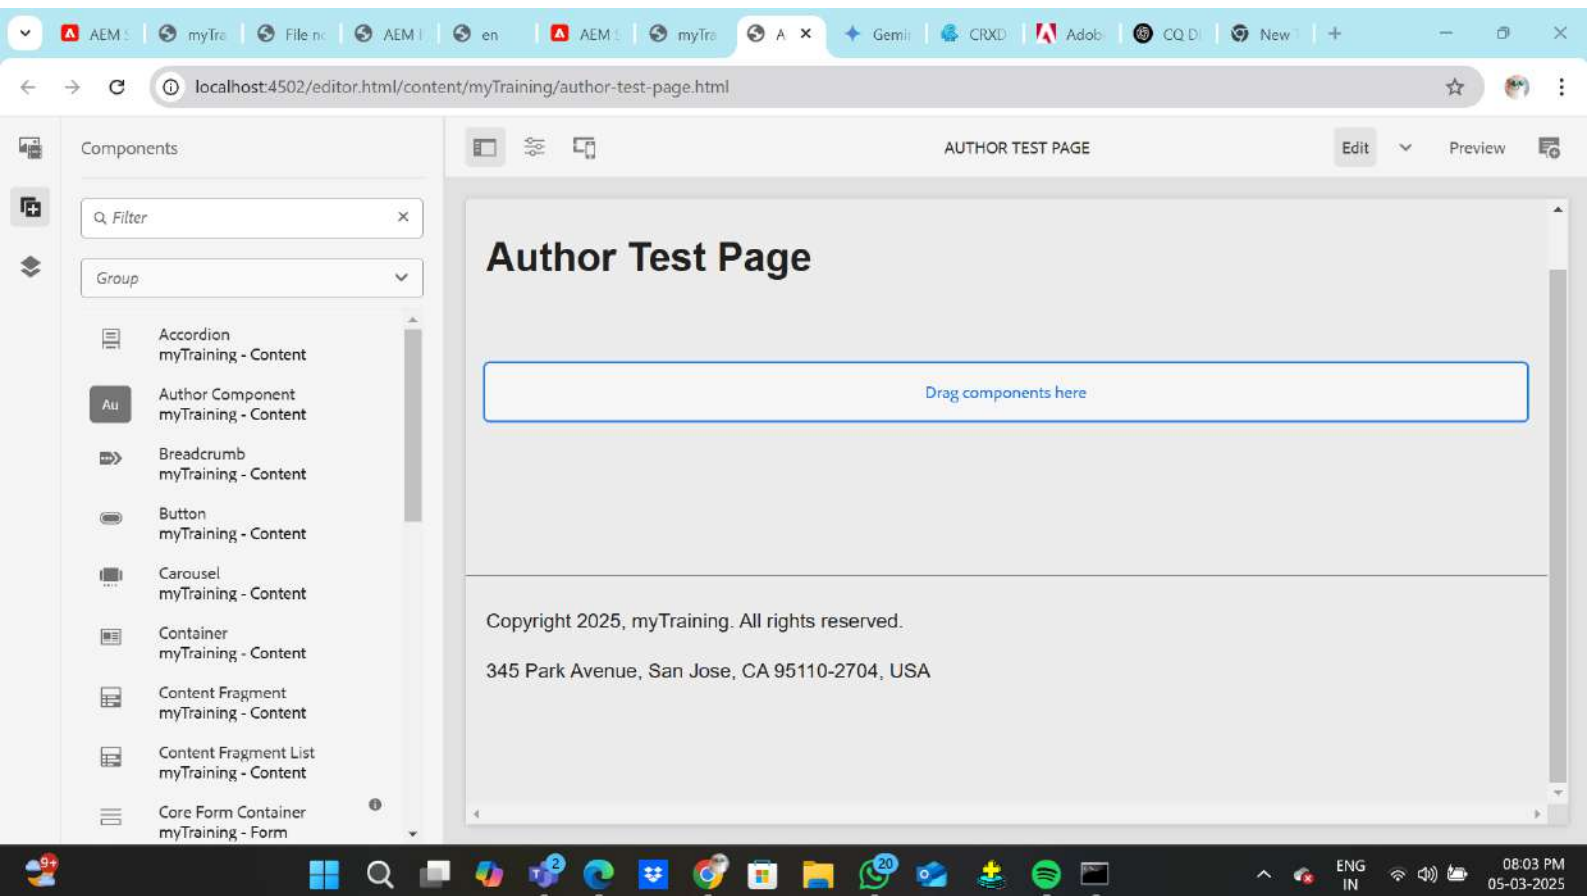 AEM S
myTra
File no
AEM I
en
AEM S
myTra
A
Gemi
CRXD
Adob
CQ D
New T
localhost:4502/editor.html/content/myTraining/author-test-page.html
Components
AUTHOR TEST PAGE
Edit
Preview
Filter
Group
Accordion
myTraining - Content
Au
Author Component
myTraining - Content
Breadcrumb
myTraining - Content
Button
myTraining - Content
Carousel
myTraining - Content
Container
myTraining - Content
Content Fragment
myTraining - Content
Content Fragment List
myTraining - Content
Core Form Container
myTraining - Form
Author Test Page
Drag components here
Copyright 2025, myTraining. All rights reserved.
345 Park Avenue, San Jose, CA 95110-2704, USA
9+
2
20
ENG
IN
08:03 PM
05-03-2025